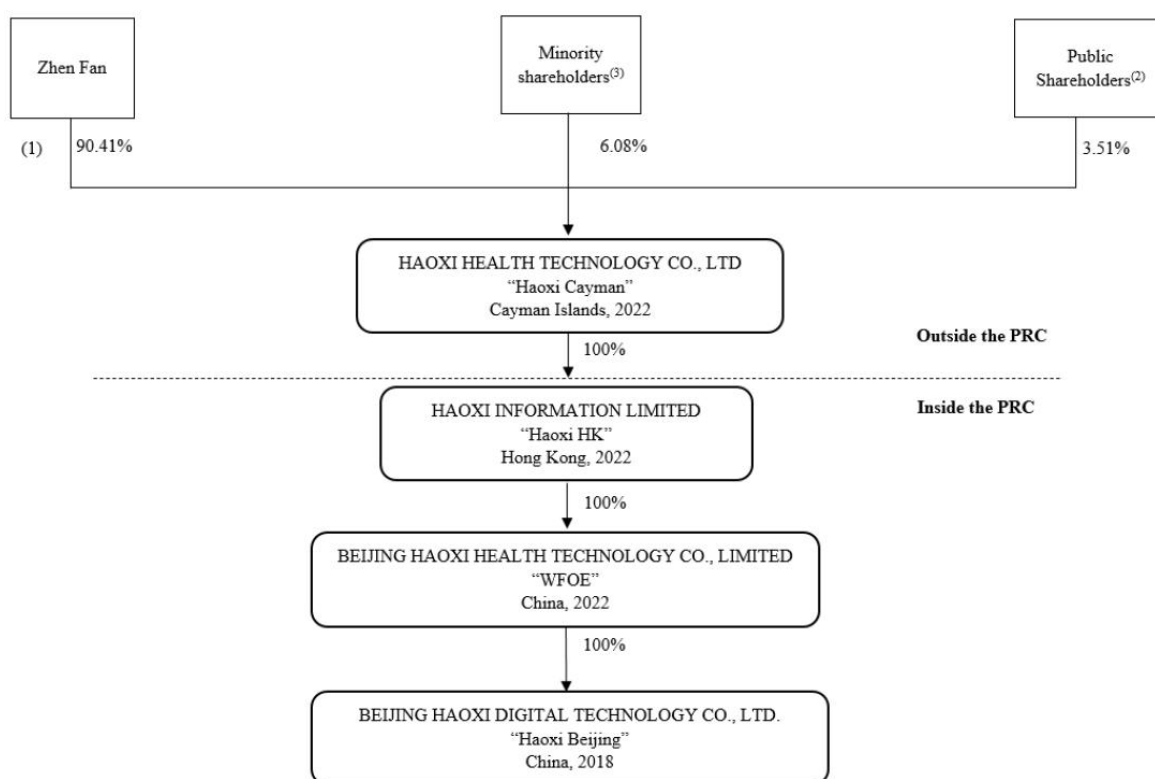 Zhen Fan
Minority
shareholders(3)
Public
Shareholders(2)
(1)
90.41%
6.08%
3.51%
HAOXI HEALTH TECHNOLOGY CO., LTD
“Haoxi Cayman”
Cayman Islands, 2022
Outside the PRC
100%
Inside the PRC
HAOXI INFORMATION LIMITED
“Haoxi HK”
Hong Kong, 2022
100%
BEIJING HAOXI HEALTH TECHNOLOGY CO., LIMITED
“WFOE”
China, 2022
100%
BEIJING HAOXI DIGITAL TECHNOLOGY CO., LTD.
“Haoxi Beijing”
China, 2018